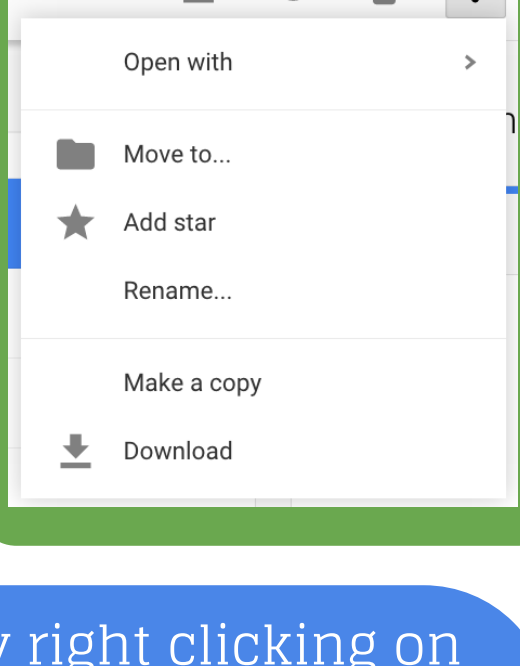 Open with
Move to...
Add star
Rename...
Make a copy
Download
right clicking on